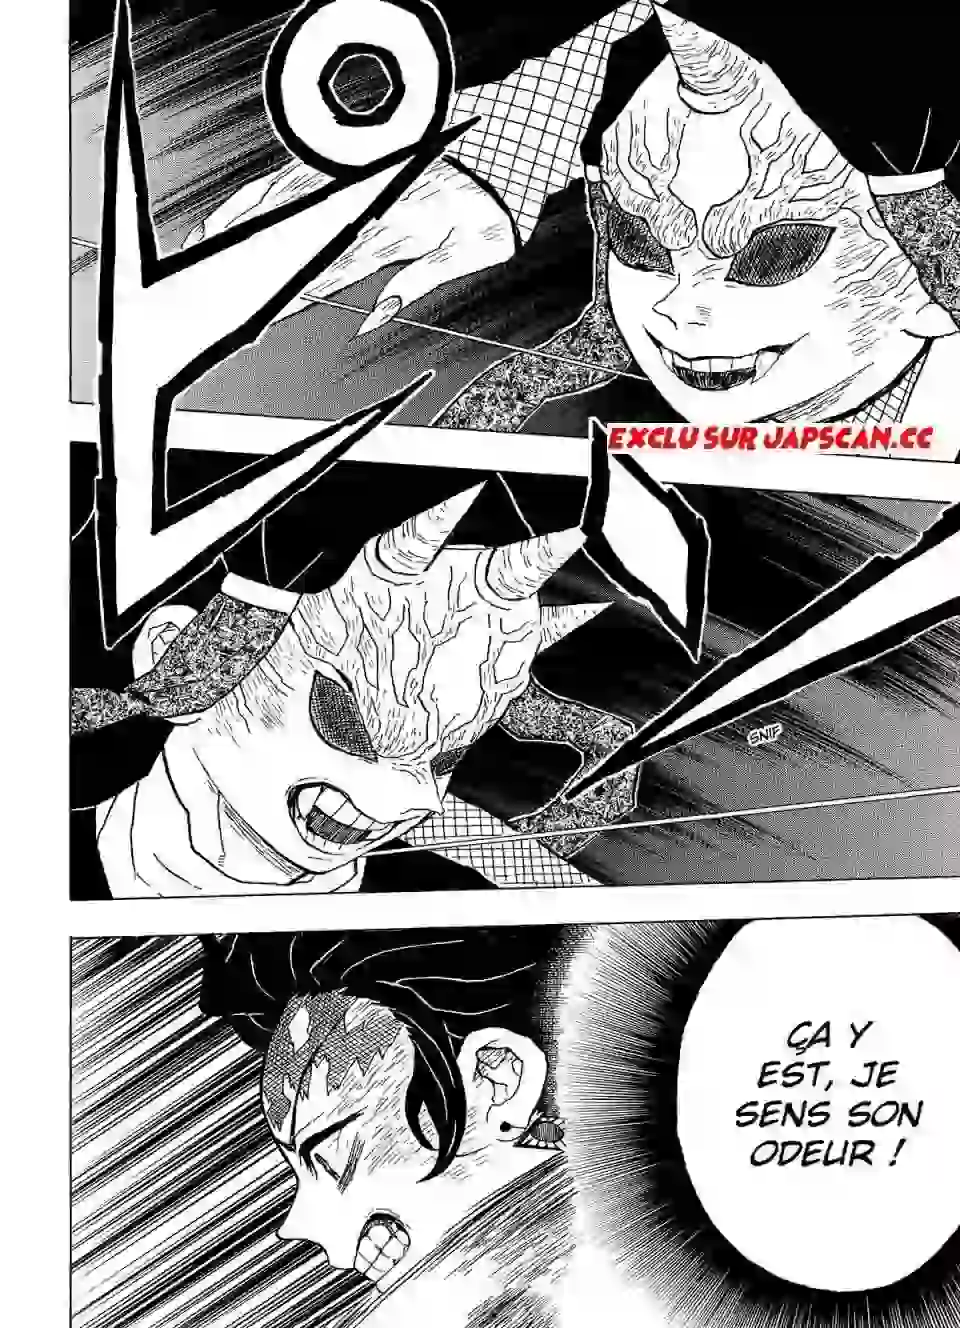 EXCLU SUR JAPSCAN.CC
SNIF
ÇA Y
EST, JE
SENS SON
ODEUR !